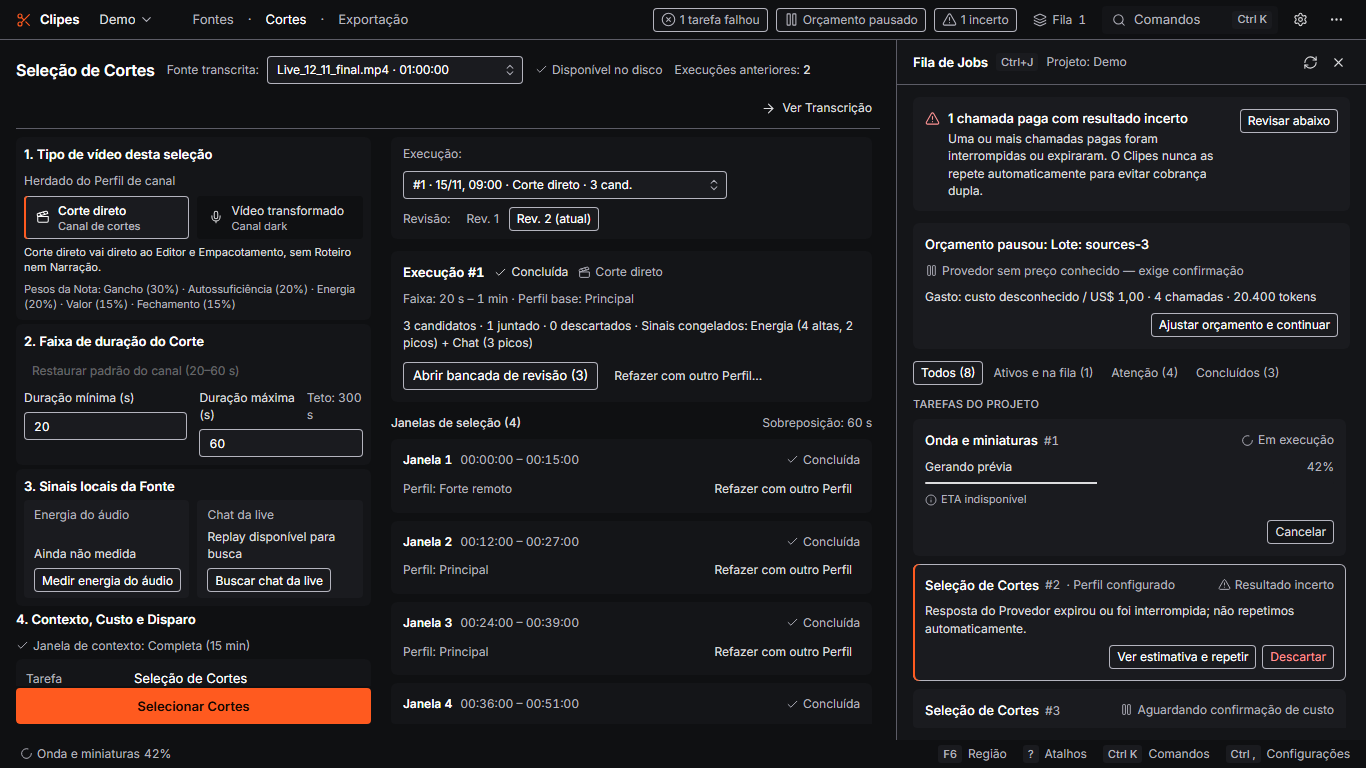 Clipes Demo Fontes · Cortes · Exportação 1 tarefa falhou Orçamento pausado 1 incerto Fila 1 Comandos Ctrl K
Seleção de Cortes Fonte transcrita: Live_12_11_final.mp4 · 01:00:00 Disponível no disco Execuções anteriores: 2
Ver Transcrição
1. Tipo de vídeo desta seleção
Herdado do Perfil de canal
Corte direto
Canal de cortes
Vídeo transformado
Canal dark
Corte direto vai direto ao Editor e Empacotamento, sem Roteiro
nem Narração.
Pesos da Nota: Gancho (30%) · Autossuficiência (20%) · Energia
(20%) · Valor (15%) · Fechamento (15%)
2. Faixa de duração do Corte
Restaurar padrão do canal (20–60 s)
Duração mínima (s)
20
Duração máxima
(s)
Teto: 300
s
60
3. Sinais locais da Fonte
Energia do áudio
Ainda não medida
Medir energia do áudio
Chat da live
Replay disponível para
busca
Buscar chat da live
4. Contexto, Custo e Disparo
Janela de contexto: Completa (15 min)
Tarefa Seleção de Cortes
Selecionar Cortes
Execução:
#1 · 15/11, 09:00 · Corte direto · 3 cand.
Revisão: Rev. 1 Rev. 2 (atual)
Execução #1 Concluída Corte direto
Faixa: 20 s – 1 min · Perfil base: Principal
3 candidatos · 1 juntado · 0 descartados · Sinais congelados: Energia (4 altas, 2
picos) + Chat (3 picos)
Abrir bancada de revisão (3) Refazer com outro Perfil...
Janelas de seleção (4) Sobreposição: 60 s
Janela 1 00:00:00 – 00:15:00 Concluída
Perfil: Forte remoto Refazer com outro Perfil
Janela 2 00:12:00 – 00:27:00 Concluída
Perfil: Principal Refazer com outro Perfil
Janela 3 00:24:00 – 00:39:00 Concluída
Perfil: Principal Refazer com outro Perfil
Janela 4 00:36:00 – 00:51:00 Concluída
Fila de Jobs Ctrl+J Projeto: Demo
1 chamada paga com resultado incerto
Uma ou mais chamadas pagas foram
interrompidas ou expiraram. O Clipes nunca as
repete automaticamente para evitar cobrança
dupla.
Revisar abaixo
Orçamento pausou: Lote: sources-3
Provedor sem preço conhecido — exige confirmação
Gasto: custo desconhecido / US$ 1,00 · 4 chamadas · 20.400 tokens
Ajustar orçamento e continuar
Todos (8) Ativos e na fila (1) Atenção (4) Concluídos (3)
TAREFAS DO PROJETO
Onda e miniaturas #1 Em execução
Gerando prévia 42%
ETA indisponível
Cancelar
Seleção de Cortes #2 · Perfil configurado Resultado incerto
Resposta do Provedor expirou ou foi interrompida; não repetimos
automaticamente.
Ver estimativa e repetir Descartar
Seleção de Cortes #3 Aguardando confirmação de custo
Onda e miniaturas 42% F6 Região ? Atalhos Ctrl K Comandos Ctrl , Configurações